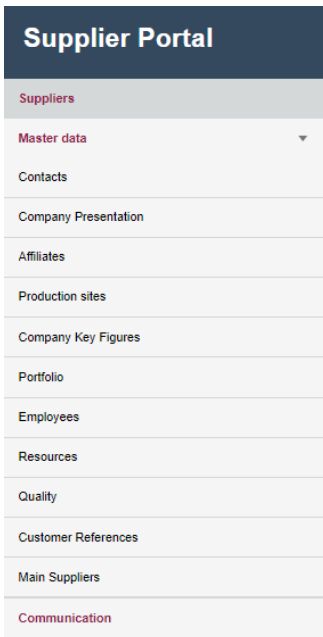 Supplier Portal
Suppliers
Master data
Contacts
Company Presentation
Affiliates
Production sites
Company Key Figures
Portfolio
Employees
Resources
Quality
Customer References
Main Suppliers
Communication